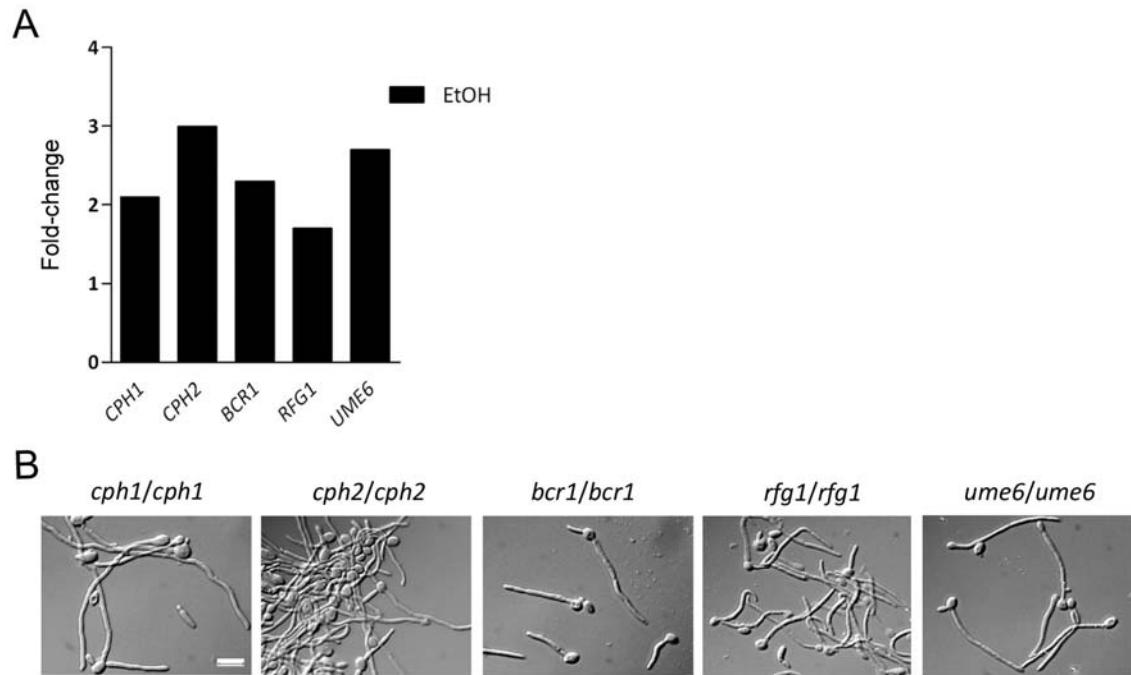 A
4
3
2
1
0
Fold-change
EtOH
CPH1
CPH2
BCR1
RFG1
UME6
B
cph1/cph1
cph2/cph2
bcr1/bcr1
rfg1/rfg1
ume6/ume6